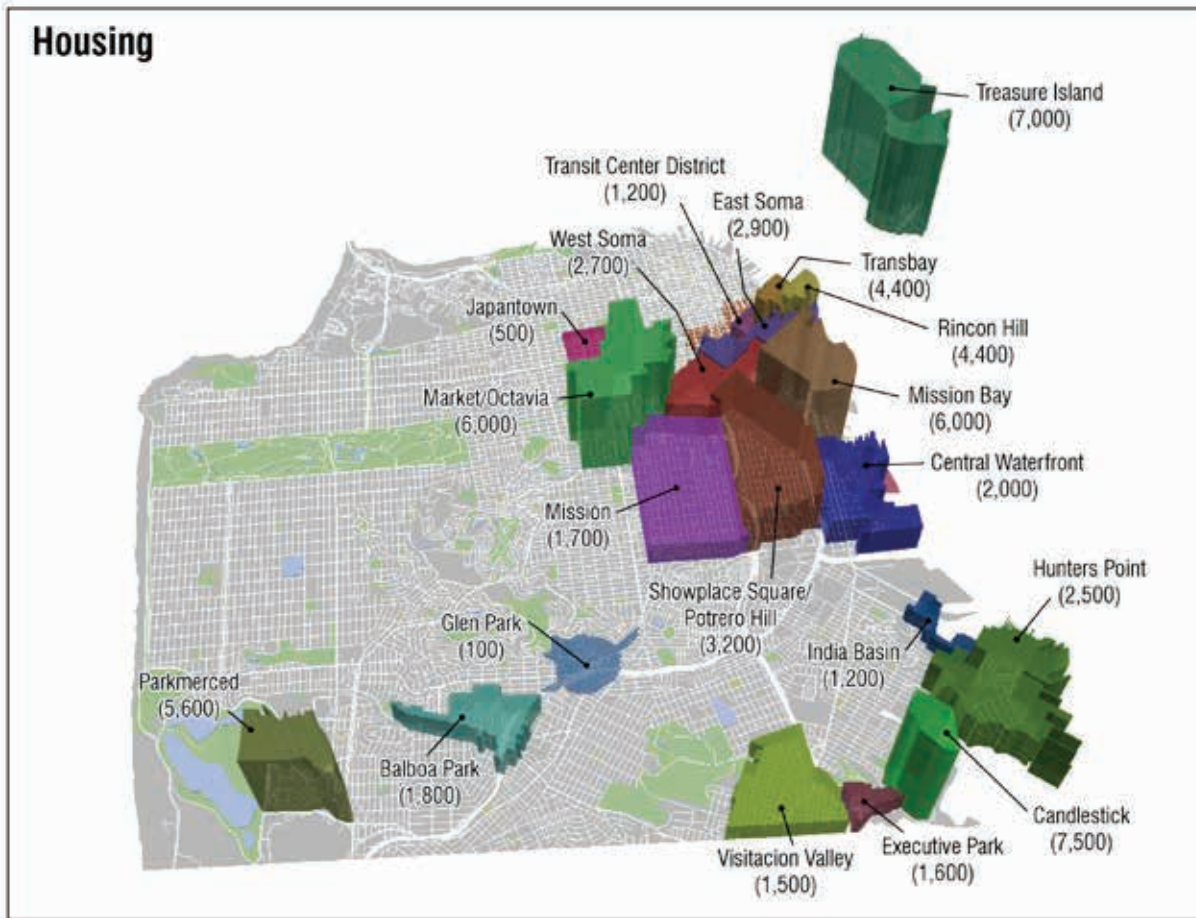 Housing
Treasure Island
(7,000)
Transit Center District
(1,200)
East Soma
(2,900)
West Soma
(2,700)
Transbay
(4,400)
Japantown
(500)
Rincon Hill
(4,400)
Market/Octavia
(6,000)
Mission Bay
(6,000)
Central Waterfront
(2,000)
Mission
(1,700)
Hunters Point
(2,500)
Showplace Square/
Potrero Hill
(3,200)
Glen Park
(100)
India Basin
(1,200)
Parkmerced
(5,600)
Balboa Park
(1,800)
Candlestick
(7,500)
Executive Park
(1,600)
Visitacion Valley
(1,500)